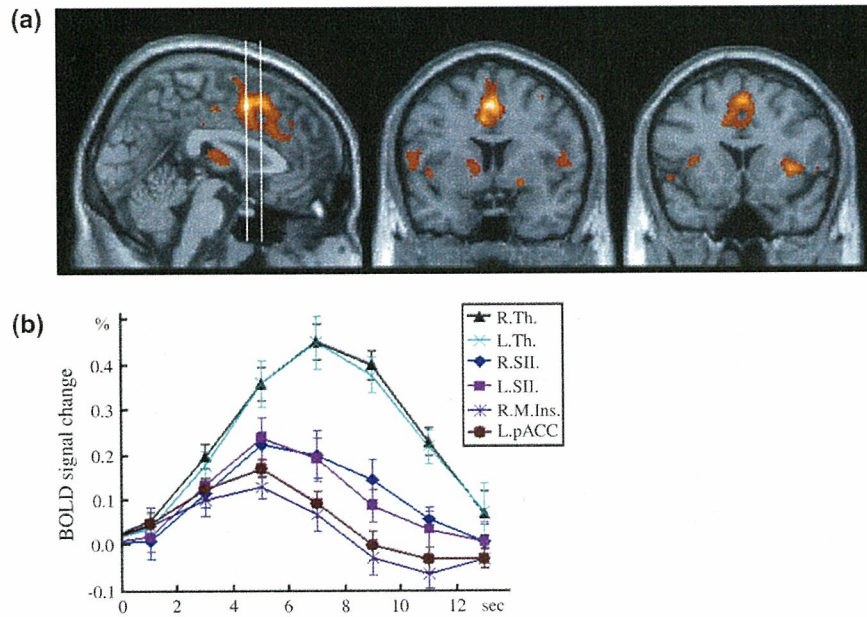 (a)
(b)
%
0.4
0.3
0.2
0.1
0.0
-0.1
BOLD signal change
0 2 4 6 8 10 12 sec
R.Th.
L.Th.
R.SII.
L.SII.
R.M.Ins.
L.pACC